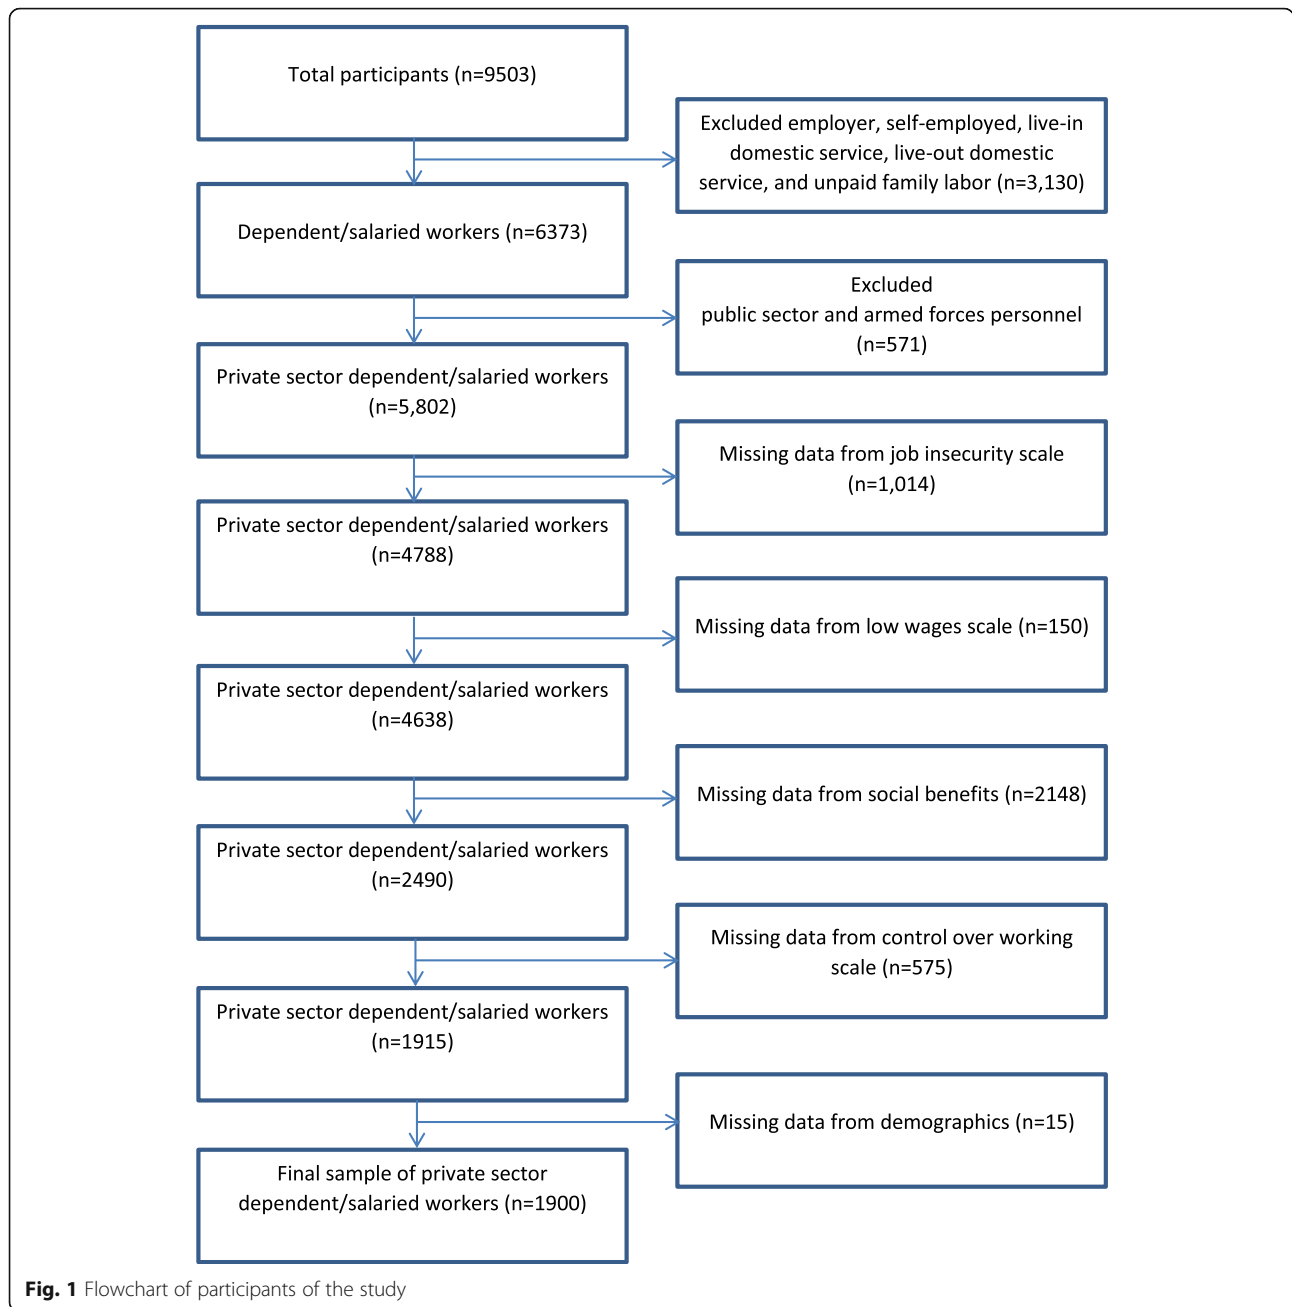 Total participants (n=9503)
Excluded employer, self-employed, live-in
domestic service, live-out domestic
service, and unpaid family labor (n=3,130)
Dependent/salaried workers (n=6373)
Excluded
public sector and armed forces personnel
(n=571)
Private sector dependent/salaried workers
(n=5,802)
Missing data from job insecurity scale
(n=1,014)
Private sector dependent/salaried workers
(n=4788)
Missing data from low wages scale (n=150)
Private sector dependent/salaried workers
(n=4638)
Missing data from social benefits (n=2148)
Private sector dependent/salaried workers
(n=2490)
Missing data from control over working
scale (n=575)
Private sector dependent/salaried workers
(n=1915)
Missing data from demographics (n=15)
Final sample of private sector
dependent/salaried workers (n=1900)
Fig. 1 Flowchart of participants of the study